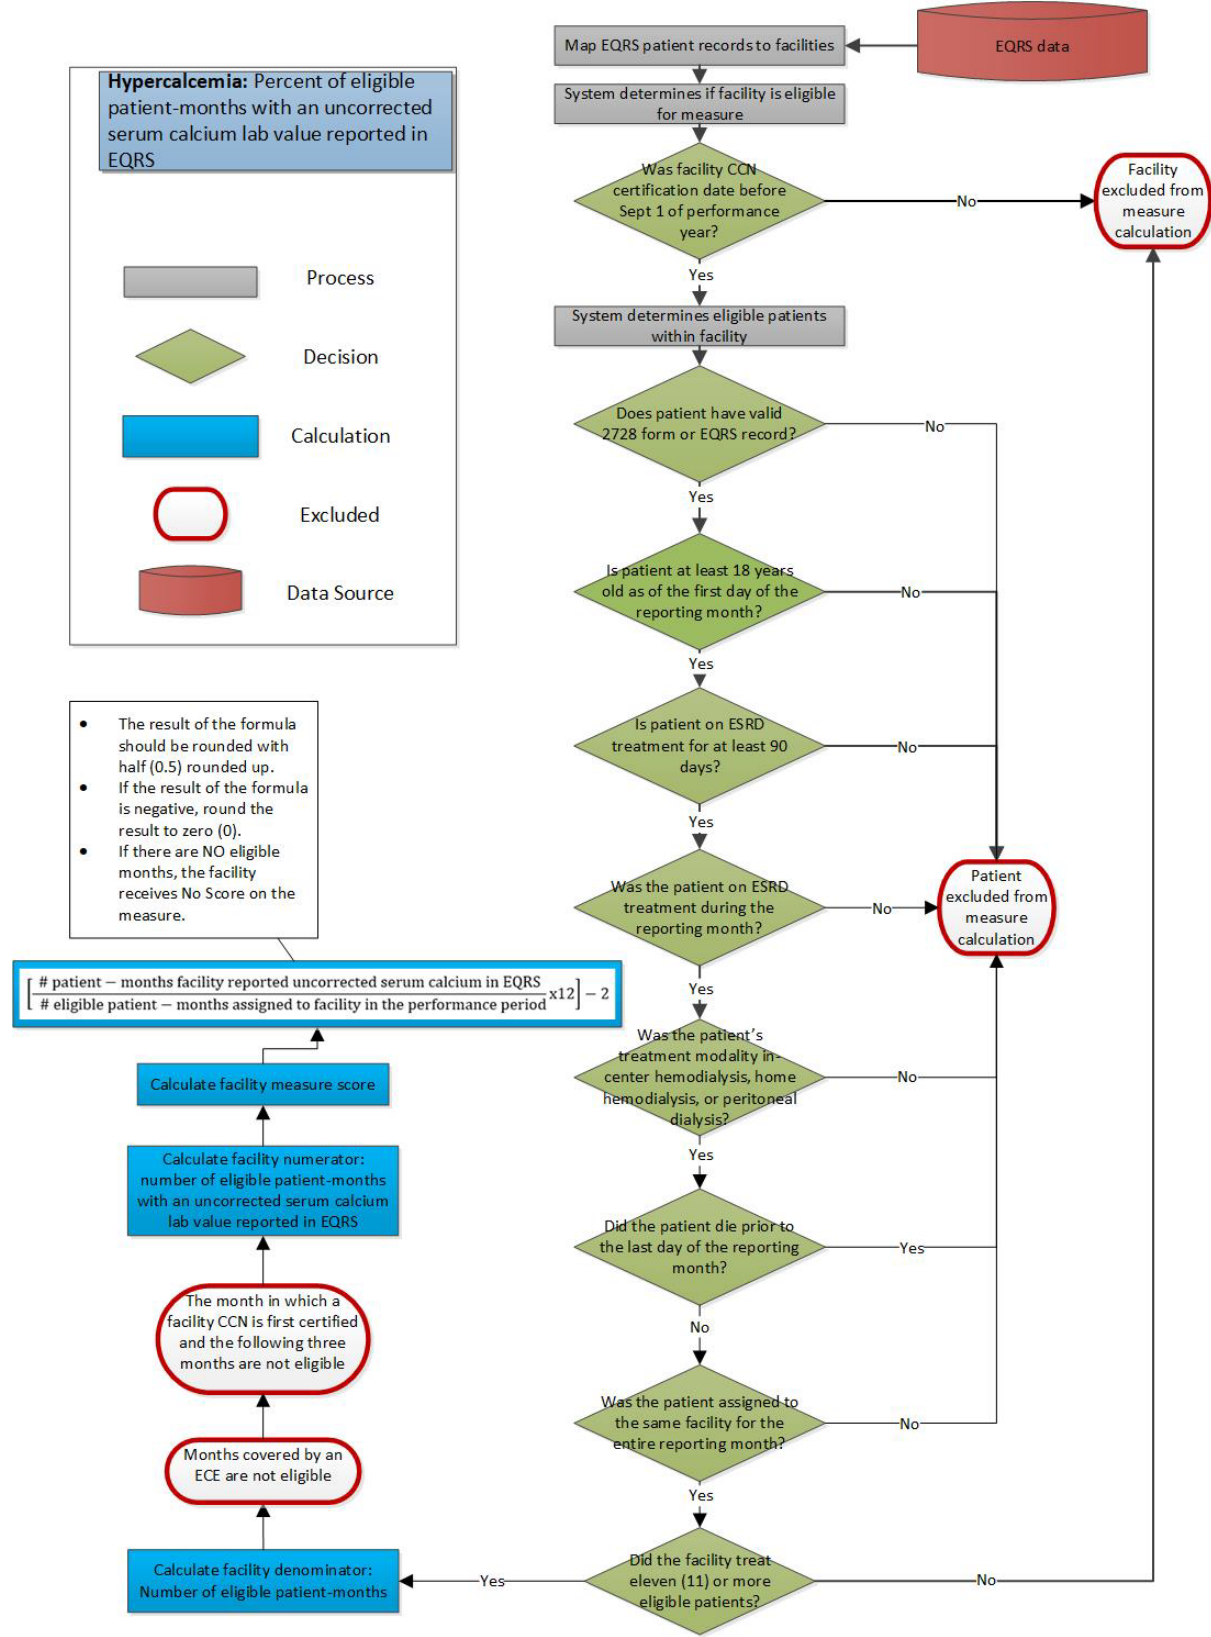 Map EQRS patient records to facilities
EQRS data
Hypercalcemia: Percent of eligible
patient-months with an uncorrected
serum calcium lab value reported in
EQRS
System determines if facility is eligible
for measure
Was facility CCN
certification date before
Sept 1 of performance
year?
No
Facility
excluded from
measure
calculation
Yes
Process
Decision
Calculation
Excluded
Data Source
System determines eligible patients
within facility
Does patient have valid
2728 form or EQRS record?
No
Yes
Is patient at least 18 years
old as of the first day of the
reporting month?
No
Yes
Is patient on ESRD
treatment for at least 90
days?
No
Yes
Was the patient on ESRD
treatment during the
reporting month?
No
Patient
excluded from
measure
calculation
Yes
Was the patient's
treatment modality in-
center hemodialysis, home
hemodialysis, or peritoneal
dialysis?
No
Yes
Did the patient die prior to
the last day of the reporting
month?
Yes
No
Was the patient assigned to
the same facility for the
entire reporting month?
No
Yes
Did the facility treat
eleven (11) or more
eligible patients?
No
Yes
• The result of the formula
should be rounded with
half (0.5) rounded up.
• If the result of the formula
is negative, round the
result to zero (0).
• If there are NO eligible
months, the facility
receives No Score on the
measure.
[# patient − months facility reported uncorrected serum calcium in EQRS
# eligible patient − months assigned to facility in the performance period x12] − 2
Calculate facility measure score
Calculate facility numerator:
number of eligible patient-months
with an uncorrected serum calcium
lab value reported in EQRS
The month in which a
facility CCN is first certified
and the following three
months are not eligible
Months covered by an
ECE are not eligible
Calculate facility denominator:
Number of eligible patient-months